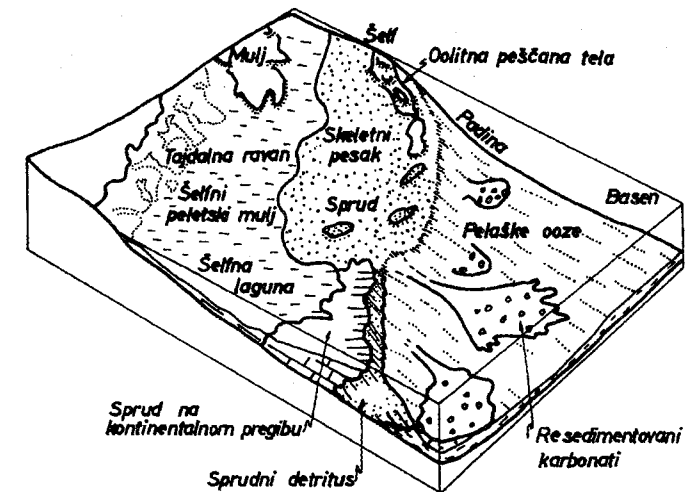 Šelf
Mulj
Oolitna peščana tela
Padina
Tajdalna ravan
Skeletni
pesak
Šelfni
peletski mulj
Sprud
Basen
Pelaške ooze
Šelfna
laguna
Sprud na
kontinentalnom pregibu
Sprudni detritus
Resedimentovani
karbonati